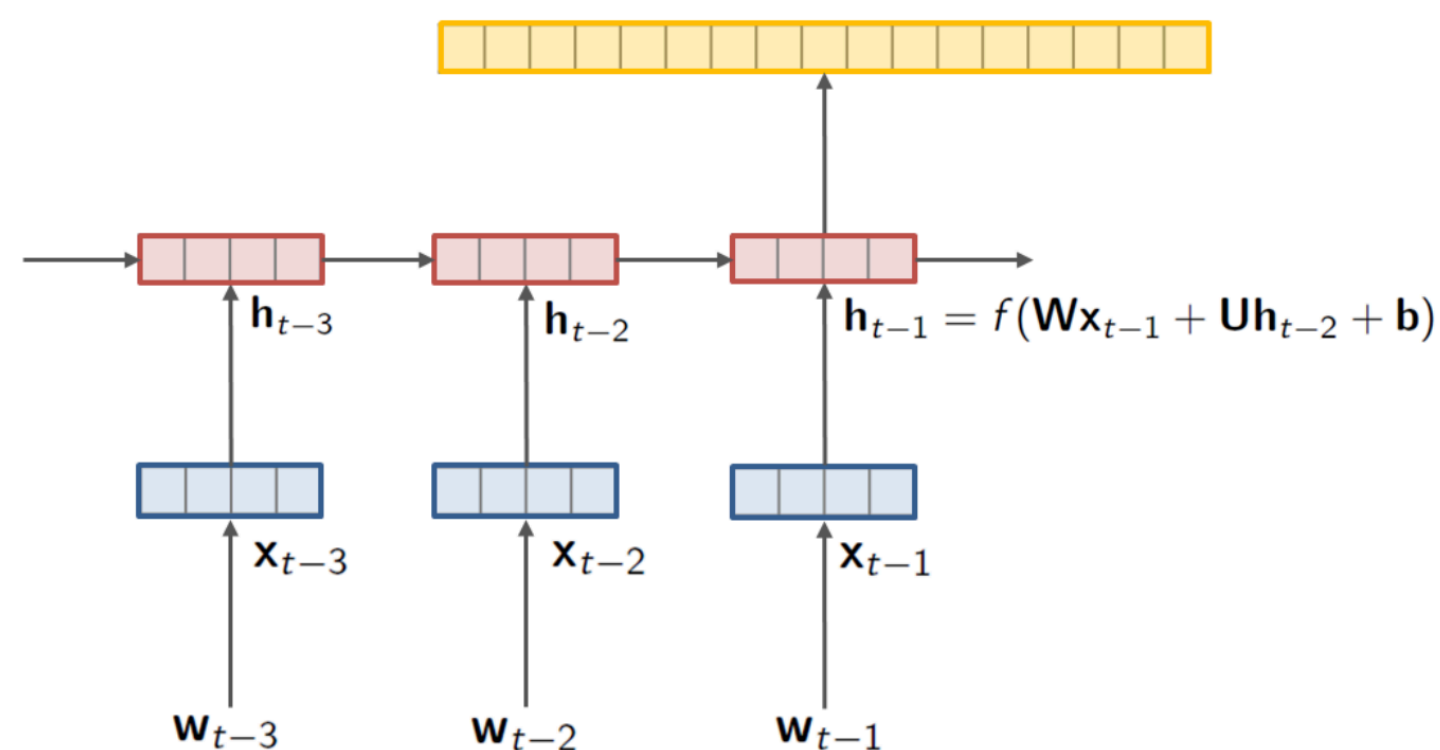 h_{t−3} h_{t−2} h_{t−1} = f(Wx_{t−1} + Uh_{t−2} + b)
x_{t−3} x_{t−2} x_{t−1}
w_{t−3} w_{t−2} w_{t−1}